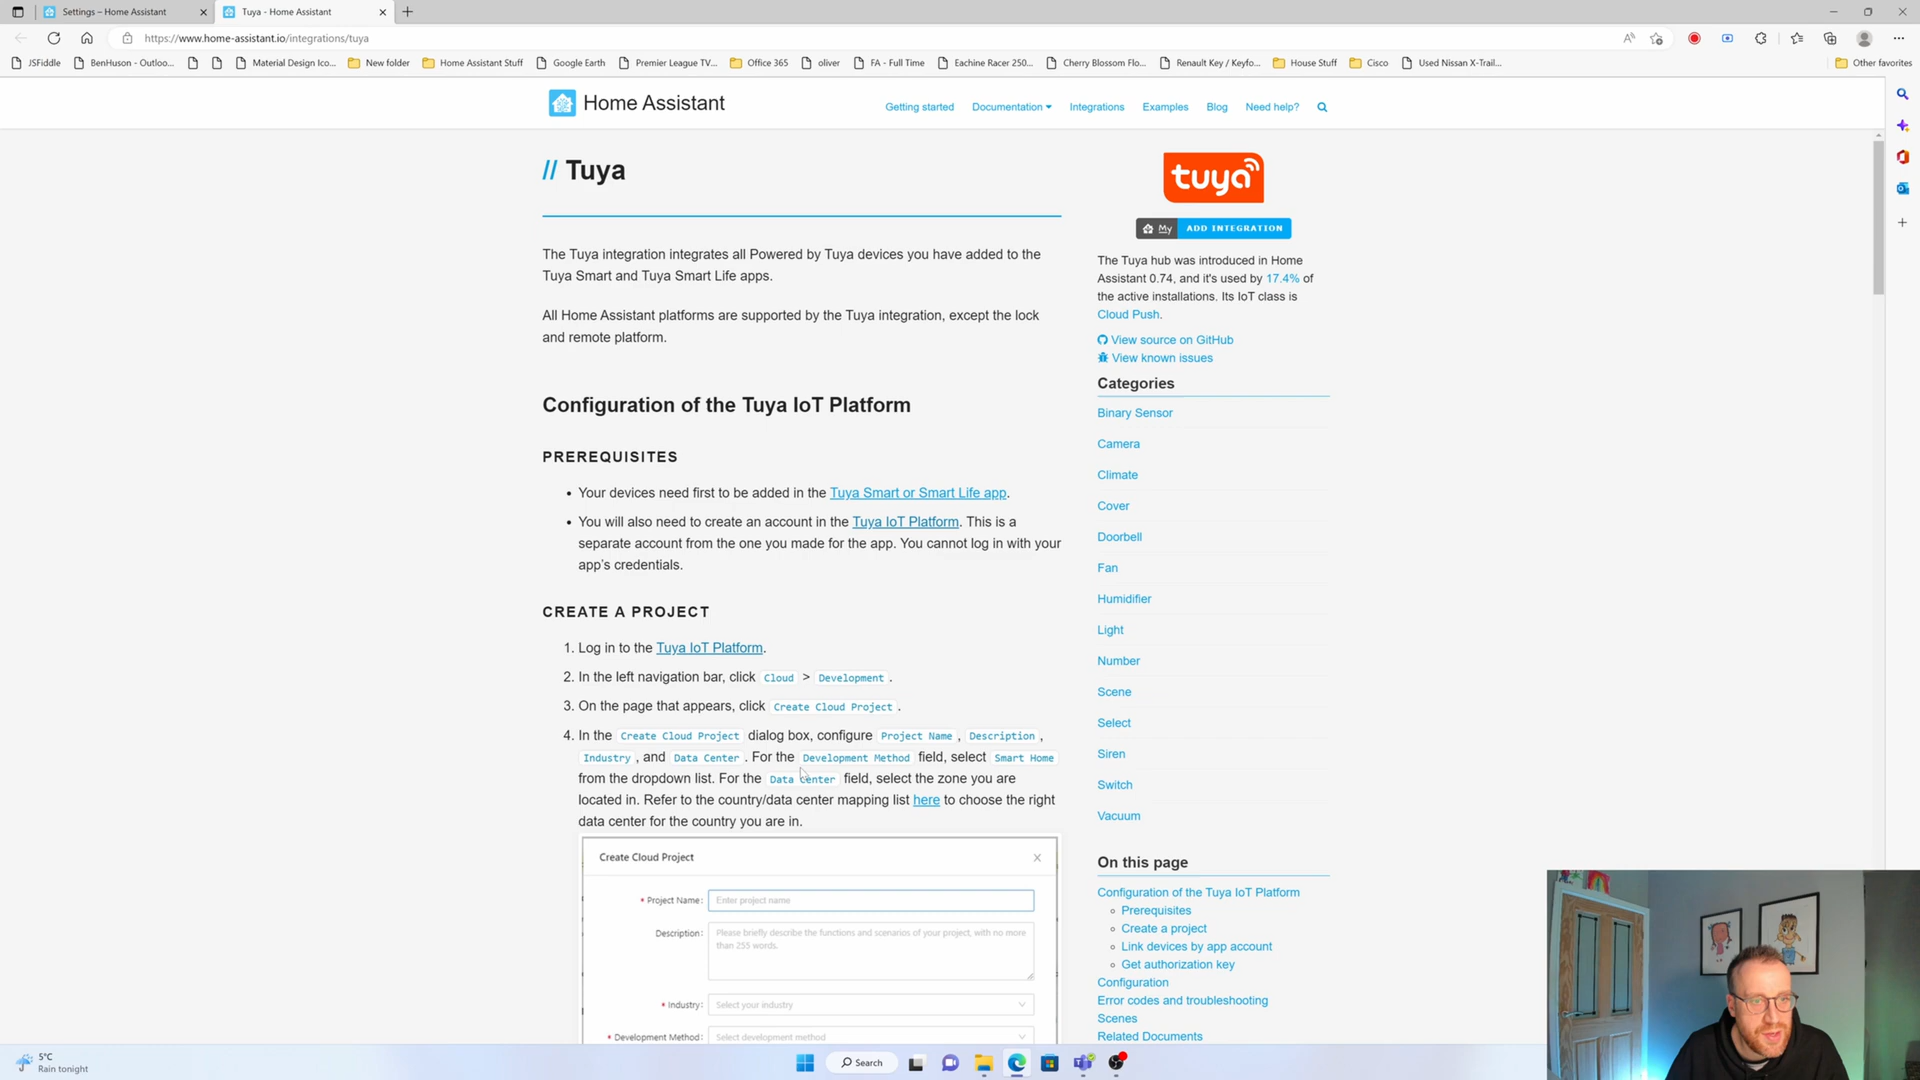 Settings – Home Assistant
Tuya - Home Assistant
https://www.home-assistant.io/integrations/tuya
JSFiddle
BenHuson - Outloo...
Material Design Ico...
New folder
Home Assistant Stuff
Google Earth
Premier League TV...
Office 365
oliver
FA - Full Time
Eachine Racer 250...
Cherry Blossom Flo...
Renault Key / Keyfo...
House Stuff
Cisco
Used Nissan X-Trail...
Other favorites
Home Assistant
Getting started
Documentation
Integrations
Examples
Blog
Need help?
// Tuya
The Tuya integration integrates all Powered by Tuya devices you have added to the
Tuya Smart and Tuya Smart Life apps.
All Home Assistant platforms are supported by the Tuya integration, except the lock
and remote platform.
Configuration of the Tuya IoT Platform
PREREQUISITES
• Your devices need first to be added in the Tuya Smart or Smart Life app.
• You will also need to create an account in the Tuya IoT Platform. This is a
separate account from the one you made for the app. You cannot log in with your
app's credentials.
CREATE A PROJECT
1. Log in to the Tuya IoT Platform.
2. In the left navigation bar, click Cloud > Development .
3. On the page that appears, click Create Cloud Project .
4. In the Create Cloud Project dialog box, configure Project Name , Description ,
Industry , and Data Center . For the Development Method field, select Smart Home
from the dropdown list. For the Data Center field, select the zone you are
located in. Refer to the country/data center mapping list here to choose the right
data center for the country you are in.
Create Cloud Project
* Project Name: Enter project name
Description: Please briefly describe the functions and scenarios of your project, with no more
than 255 words.
* Industry: Select your industry
* Development Method: Select development method
tuya
My ADD INTEGRATION
The Tuya hub was introduced in Home
Assistant 0.74, and it's used by 17.4% of
the active installations. Its IoT class is
Cloud Push.
View source on GitHub
View known issues
Categories
Binary Sensor
Camera
Climate
Cover
Doorbell
Fan
Humidifier
Light
Number
Scene
Select
Siren
Switch
Vacuum
On this page
Configuration of the Tuya IoT Platform
Prerequisites
Create a project
Link devices by app account
Get authorization key
Configuration
Error codes and troubleshooting
Scenes
Related Documents
5°C
Rain tonight
Search